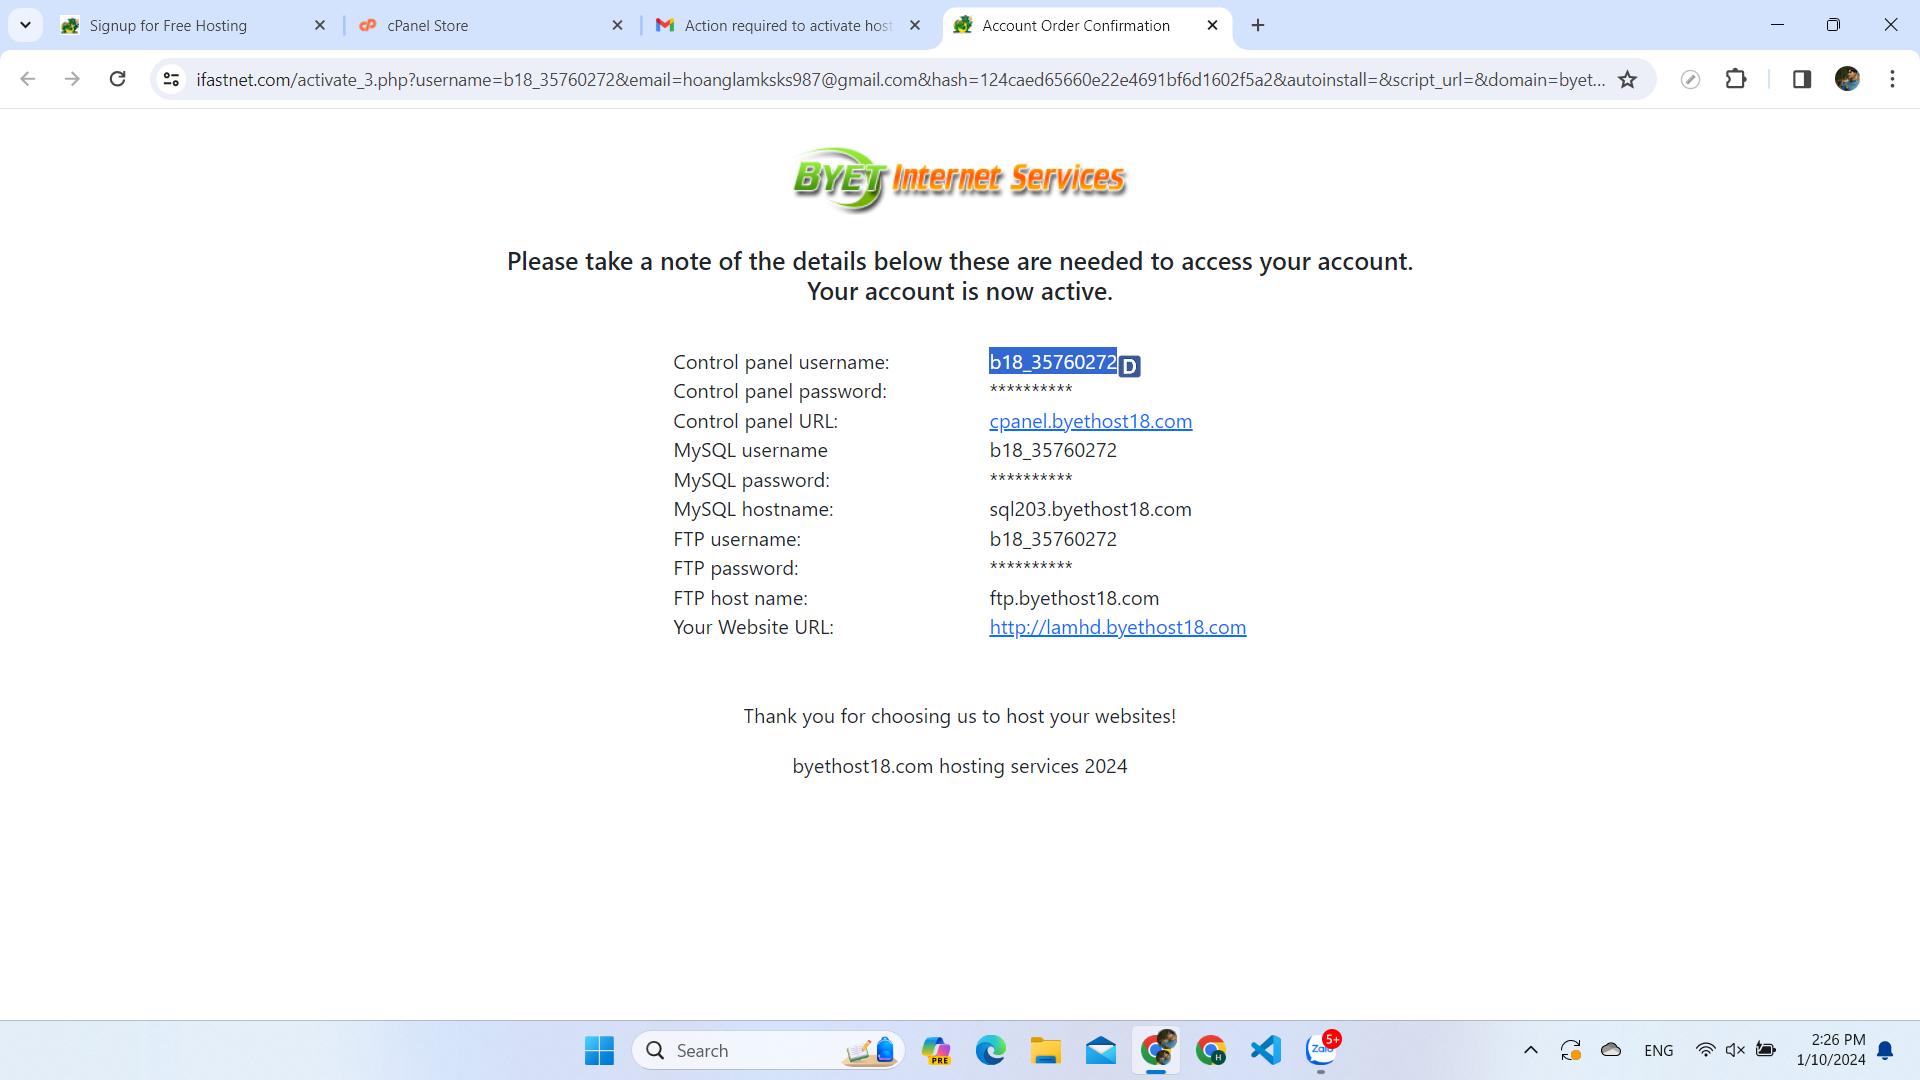 Signup for Free Hosting
cPanel Store
Action required to activate host
Account Order Confirmation
ifastnet.com/activate_3.php?username=b18_35760272&email=hoanglamksks987@gmail.com&hash=124caed65660e22e4691bf6d1602f5a2&autoinstall=&script_url=&domain=byet...
BYET Internet Services
Please take a note of the details below these are needed to access your account.
Your account is now active.
Control panel username: b18_35760272 D
Control panel password: **********
Control panel URL: cpanel.byethost18.com
MySQL username b18_35760272
MySQL password: **********
MySQL hostname: sql203.byethost18.com
FTP username: b18_35760272
FTP password: **********
FTP host name: ftp.byethost18.com
Your Website URL: http://lamhd.byethost18.com
Thank you for choosing us to host your websites!
byethost18.com hosting services 2024
Search
PRE
H
Zalo
5+
ENG
2:26 PM
1/10/2024